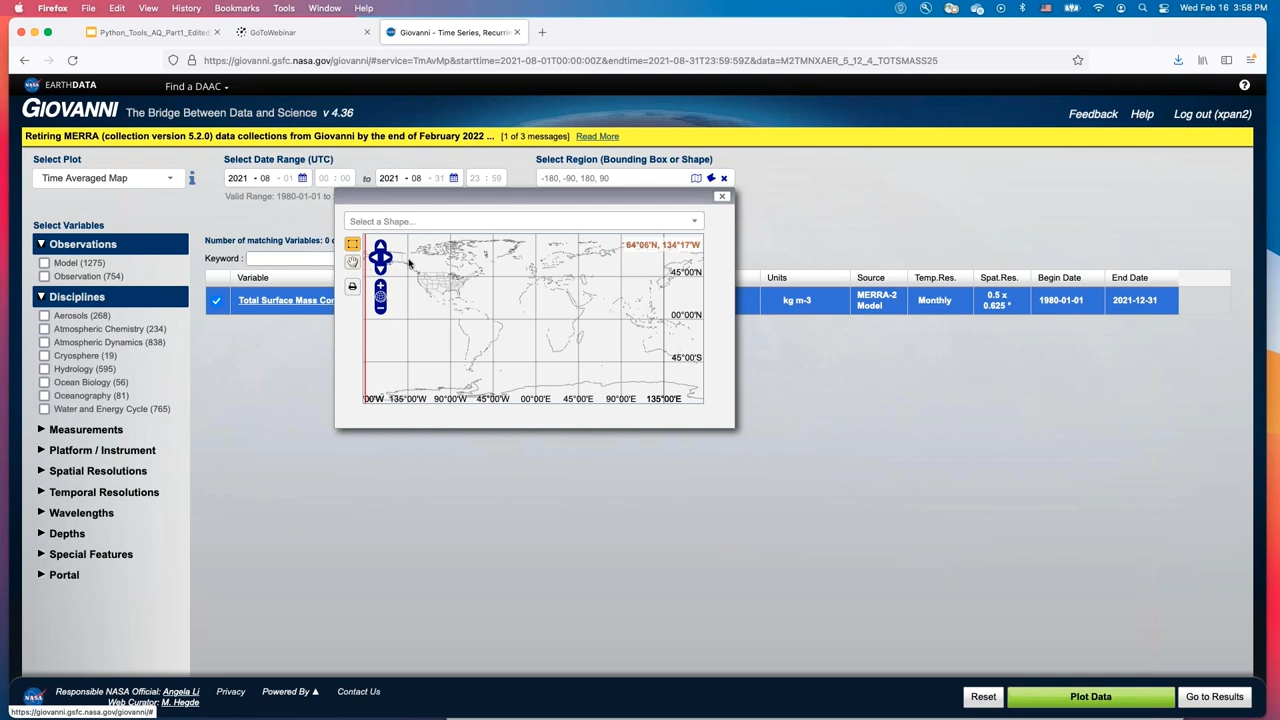 Firefox File Edit View History Bookmarks Tools Window Help Wed Feb 16 3:58 PM
Python_Tools_AQ_Part1_Edited GoToWebinar Giovanni - Time Series, Recurri
https://giovanni.gsfc.nasa.gov/giovanni/#service=TmAvMp&starttime=2021-08-01T00:00:00Z&endtime=2021-08-31T23:59:59Z&data=M2TMNXAER_5_12_4_TOTSMASS25
EARTHDATA Find a DAAC
GIOVANNI The Bridge Between Data and Science v 4.36 Feedback Help Log out (xpan2)
Retiring MERRA (collection version 5.2.0) data collections from Giovanni by the end of February 2022 ... [1 of 3 messages] Read More
Select Plot Select Date Range (UTC) Select Region (Bounding Box or Shape)
Time Averaged Map 2021 - 08 - 01 00 : 00 to 2021 - 08 - 31 23 : 59 -180, -90, 180, 90
Valid Range: 1980-01-01 to
Select a Shape...
Select Variables
Observations
Model (1275)
Observation (754)
Disciplines
Aerosols (268)
Atmospheric Chemistry (234)
Atmospheric Dynamics (838)
Cryosphere (19)
Hydrology (595)
Ocean Biology (56)
Oceanography (81)
Water and Energy Cycle (765)
Measurements
Platform / Instrument
Spatial Resolutions
Temporal Resolutions
Wavelengths
Depths
Special Features
Portal
Number of matching Variables: 0 o
Keyword :
Variable Units Source Temp.Res. Spat.Res. Begin Date End Date
Total Surface Mass Con kg m-3 MERRA-2 Model Monthly 0.5 x 0.625 ° 1980-01-01 2021-12-31
64°06'N, 134°17'W
45°00'N
00°00'E
45°00'S
00'W 135°00'W 90°00'W 45°00'W 00°00'E 45°00'E 90°00'E 135°00'E
Responsible NASA Official: Angela Li Privacy Powered By Contact Us
Web Curator: M. Hegde
Reset Plot Data Go to Results
https://giovanni.gsfc.nasa.gov/giovanni/#